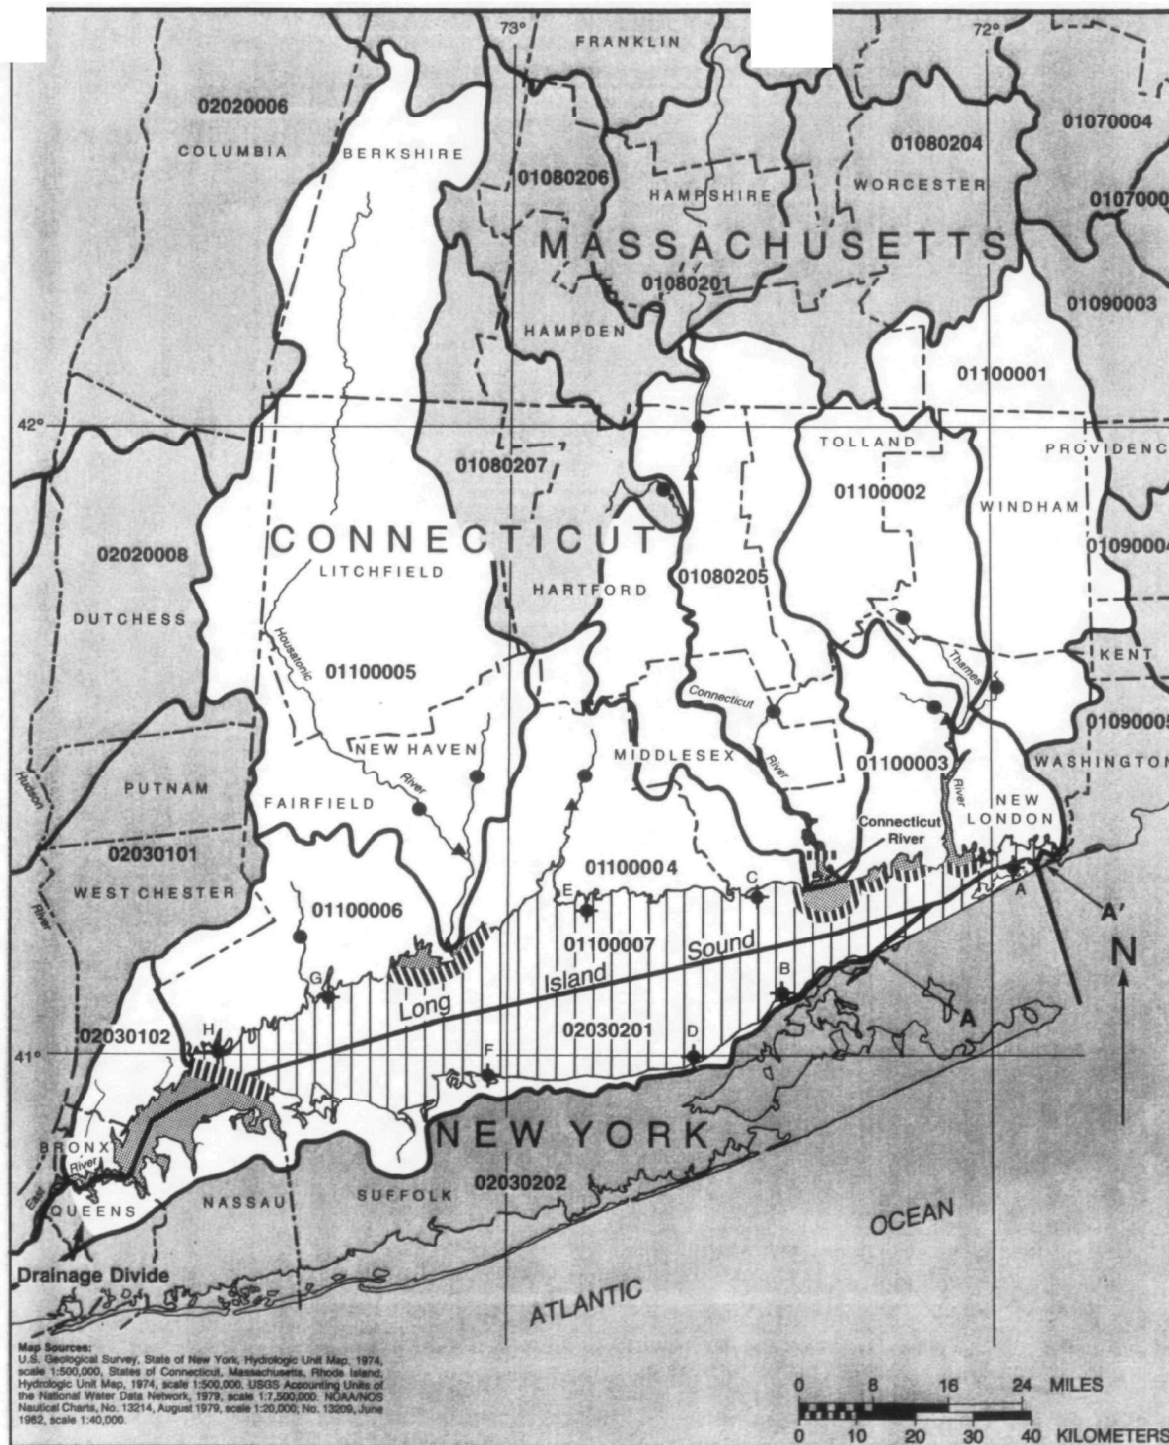 73°
72°
FRANKLIN
02020006
COLUMBIA
BERKSHIRE
01080206
HAMPSHIRE
01080204
WORCESTER
01070004
MASSACHUSETTS
01080201
HAMPDEN
01090003
01100001
42°
TOLLAND
PROVIDENC
01080207
01100002
WINDHAM
CONNECTICUT
LITCHFIELD
02020008
HARTFORD
01080205
01090004
DUTCHESS
Housatonic
01100005
Connecticut
Thames
KENT
01090005
NEW HAVEN
MIDDLESEX
River
01100003
WASHINGTON
Hudson
PUTNAM
River
FAIRFIELD
River
NEW
LONDON
Connecticut
River
02030101
WEST CHESTER
01100004
E
C
A
01100006
A'
River
01100007
Sound
Island
Long
N
G
B
H
02030102
02030201
D
A
41°
F
NEW YORK
BRONX
River
East
QUEENS
NASSAU
SUFFOLK
02030202
OCEAN
Drainage Divide
ATLANTIC
Map Sources:
U.S. Geological Survey, State of New York, Hydrologic Unit Map, 1974,
scale 1:500,000, States of Connecticut, Massachusetts, Rhode Island,
Hydrologic Unit Map, 1974, scale 1:500,000. USGS Accounting Units of
the National Water Data Network, 1979, scale 1:7,500,000. NOAA/NOS
Nautical Charts, No. 13214, August 1979, scale 1:20,000; No. 13209, June
1982, scale 1:40,000.
0 8 16 24 MILES
0 10 20 30 40 KILOMETERS